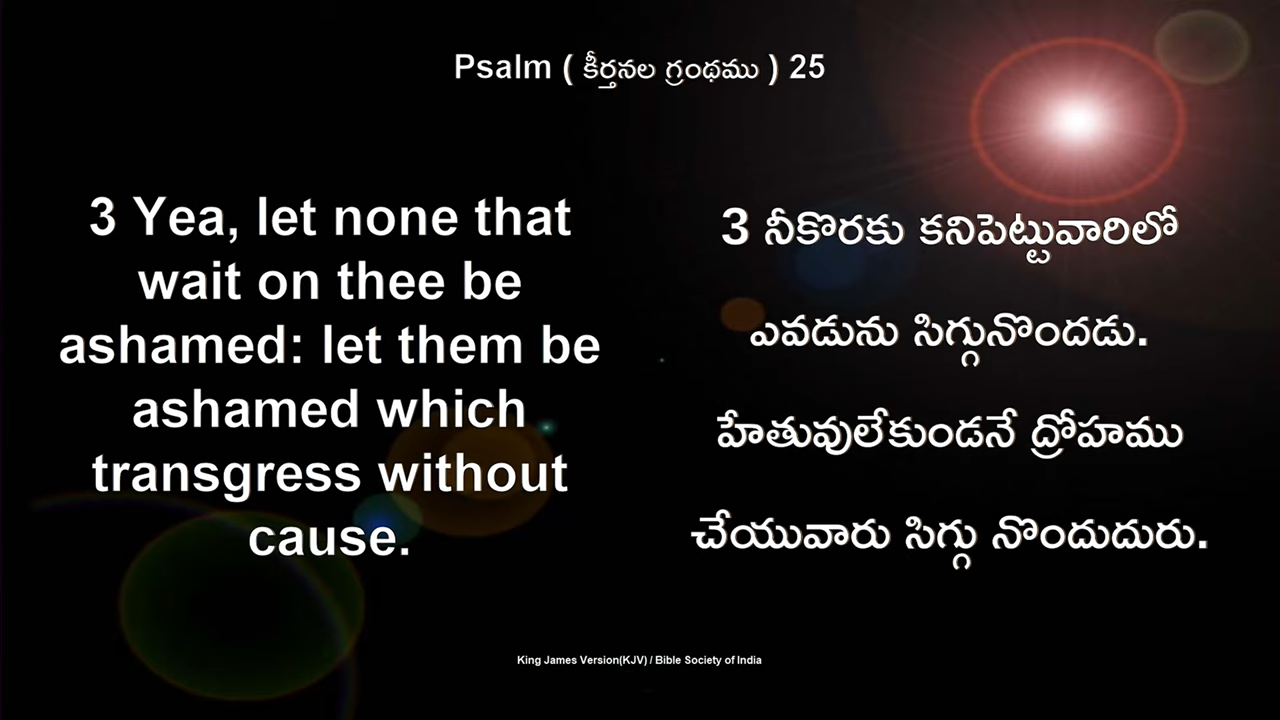 Psalm ( కీర్తనల గ్రంథము ) 25
3 Yea, let none that
wait on thee be
ashamed: let them be
ashamed which
transgress without
cause.
3 నీకొరకు కనిపెట్టువారిలో
ఎవడును సిగ్గునొందడు.
హేతువులేకుండనే ద్రోహము
చేయువారు సిగ్గు నొందుదురు.
King James Version(KJV) / Bible Society of India